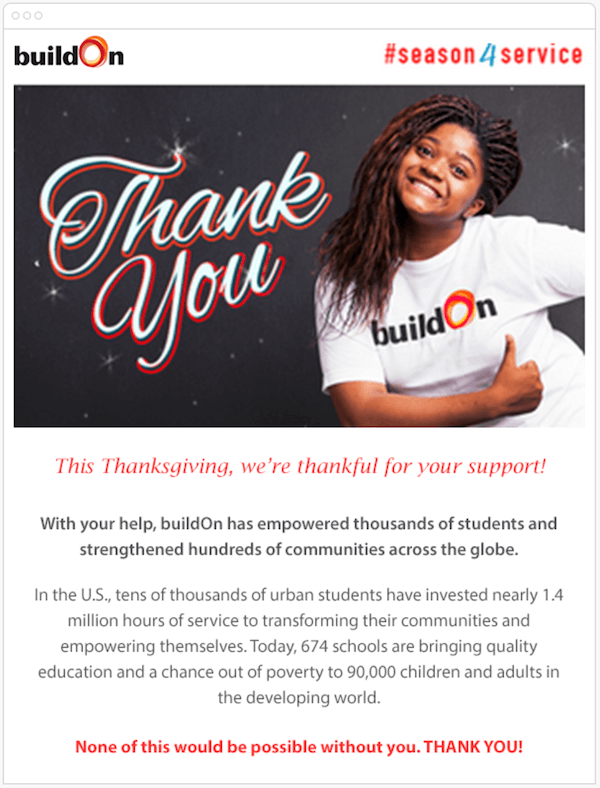 buildOn
#season4service
Thank
You
buildOn
This Thanksgiving, we're thankful for your support!
With your help, buildOn has empowered thousands of students and
strengthened hundreds of communities across the globe.
In the U.S., tens of thousands of urban students have invested nearly 1.4
million hours of service to transforming their communities and
empowering themselves. Today, 674 schools are bringing quality
education and a chance out of poverty to 90,000 children and adults in
the developing world.
None of this would be possible without you. THANK YOU!